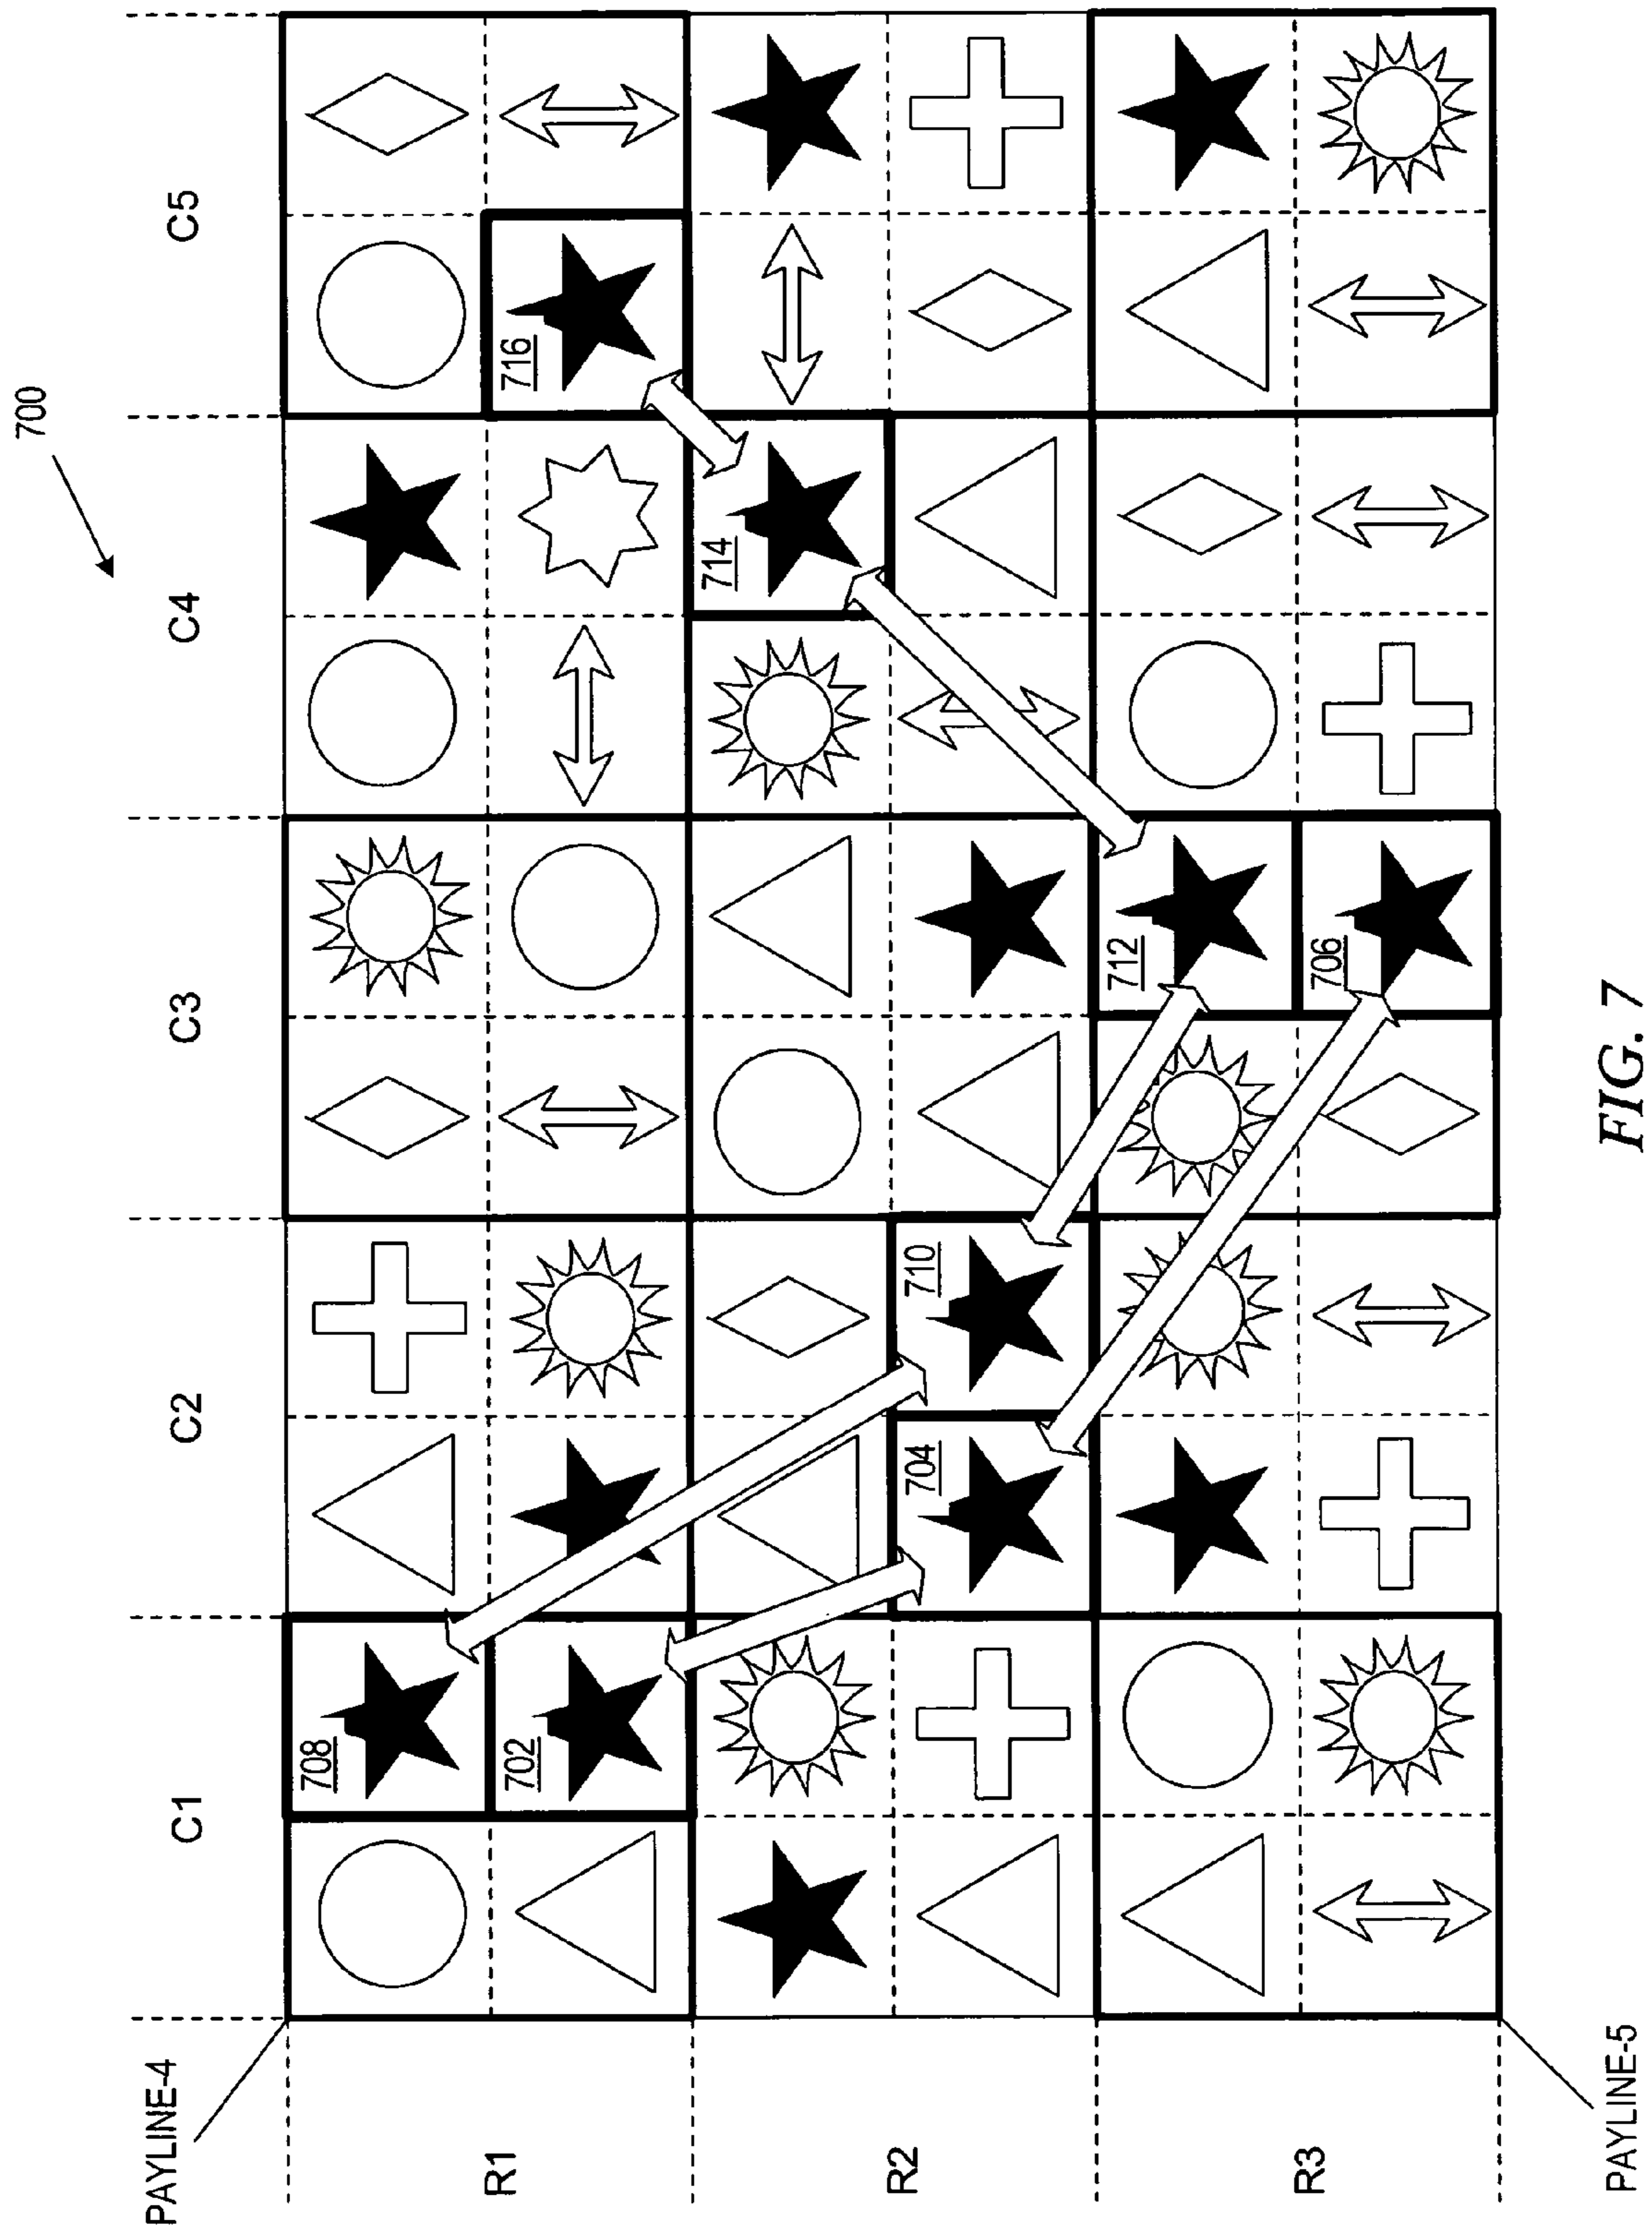 700
C1 C2 C3 C4 C5
PAYLINE-4
R1
708
702
716
R2
714
704
710
R3
712
706
PAYLINE-5
FIG. 7